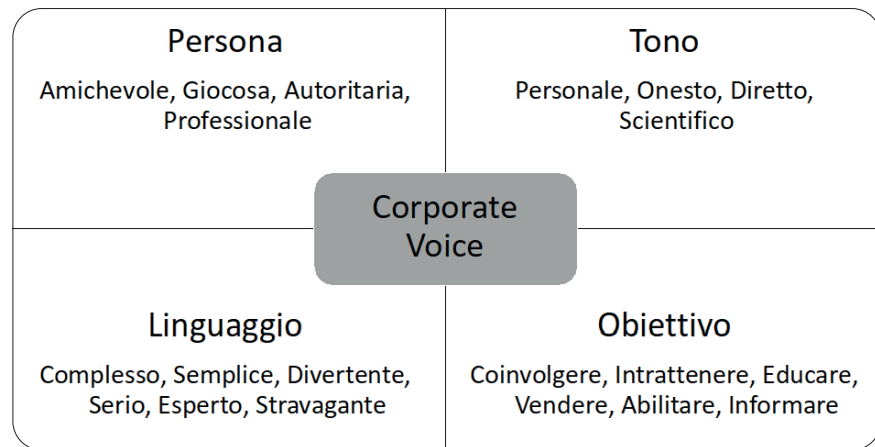 Persona
Amichevole, Giocosa, Autoritaria,
Professionale
Tono
Personale, Onesto, Diretto,
Scientifico
Corporate
Voice
Linguaggio
Complesso, Semplice, Divertente,
Serio, Esperto, Stravagante
Obiettivo
Coinvolgere, Intrattenere, Educare,
Vendere, Abilitare, Informare